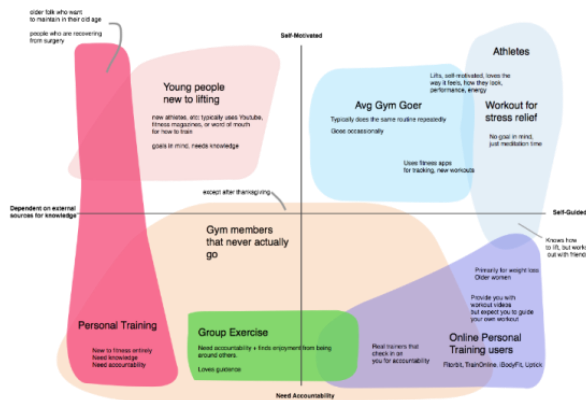 older folk who want
to maintain in their old age
people who are recovering
from surgery
Self-Motivated
Athletes
Lifts, self-motivated, loves the
way it feels, how they look,
performance, energy
Young people
new to lifting
new athletes, etc; typically uses Youtube,
fitness magazines, or word of mouth
for how to train
goals in mind, needs knowledge
Avg Gym Goer
Typically does the same routine repeatedly
Goes occassionally
Uses fitness apps
for tracking, new workouts
Workout for
stress relief
No goal in mind,
just meditation time
except after thanksgiving
Dependent on external
sources for knowledge
Self-Guided
Gym members
that never actually
go
Knows how
to lift, but work
out with friend
Primarily for weight loss
Older women
Provide you with
workout videos
but expect you to guide
your own workout
Personal Training
New to fitness entirely
Need knowledge
Need accountability
Group Exercise
Need accountability + finds enjoyment from being
around others.
Loves guidance
Real trainers that
check in on
you for accountability
Online Personal
Training users
Fitorbit, TrainOnline, iBodyFit, Uptick
Need Accountability